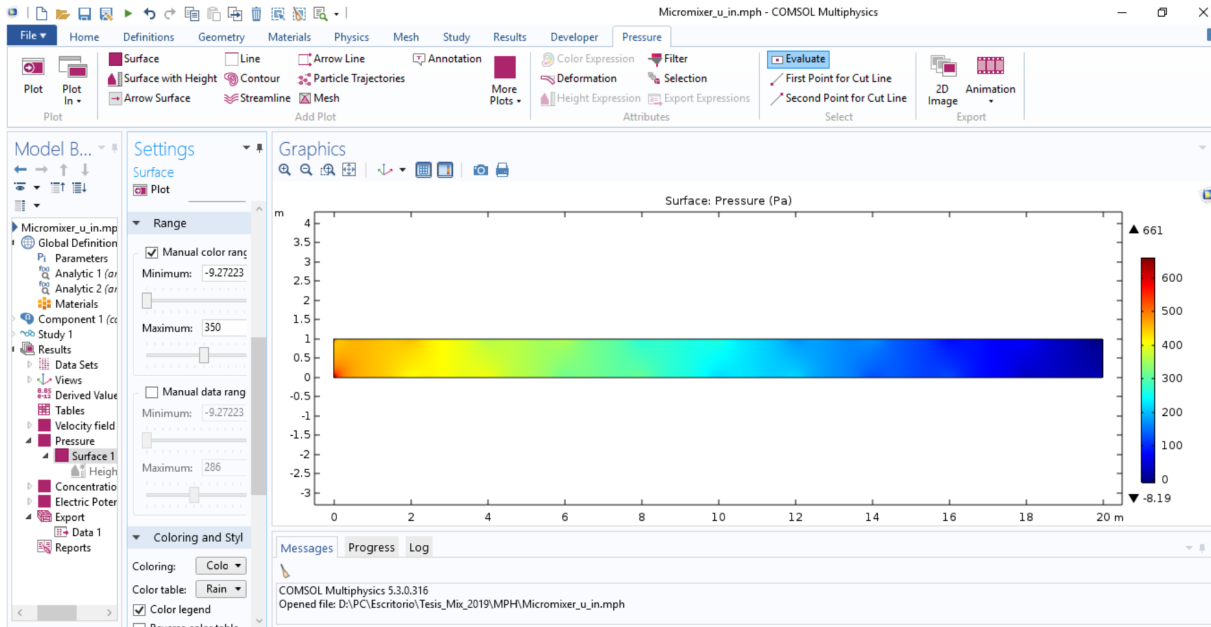 Micromixer_u_in.mph - COMSOL Multiphysics
File Home Definitions Geometry Materials Physics Mesh Study Results Developer Pressure
Surface Line Arrow Line Annotation Color Expression Filter Evaluate
Surface with Height Contour Particle Trajectories Deformation Selection First Point for Cut Line
Arrow Surface Streamline Mesh Height Expression Export Expressions Second Point for Cut Line
Plot Plot In More Plots 2D Image Animation
Plot Add Plot Attributes Select Export
Model B...
Micromixer_u_in.mp
Global Definition
Pi Parameters
Analytic 1 (ar
Analytic 2 (ar
Materials
Component 1 (co
Study 1
Results
Data Sets
Views
8.85
e-12 Derived Value
Tables
Velocity field
Pressure
Surface 1
Heigh
Concentratio
Electric Poter
Export
Data 1
Reports
Settings
Surface
Plot
Range
Manual color rang
Minimum: -9.27223
Maximum: 350
Manual data rang
Minimum: -9.27223
Maximum: 286
Coloring and Styl
Coloring: Colo
Color table: Rain
Color legend
Graphics
Surface: Pressure (Pa)
m
4
3.5
3
2.5
2
1.5
1
0.5
0
-0.5
-1
-1.5
-2
-2.5
-3
0 2 4 6 8 10 12 14 16 18 20 m
661
600
500
400
300
200
100
0
-8.19
Messages Progress Log
COMSOL Multiphysics 5.3.0.316
Opened file: D:\PC\Escritorio\Tesis_Mix_2019\MPH\Micromixer_u_in.mph